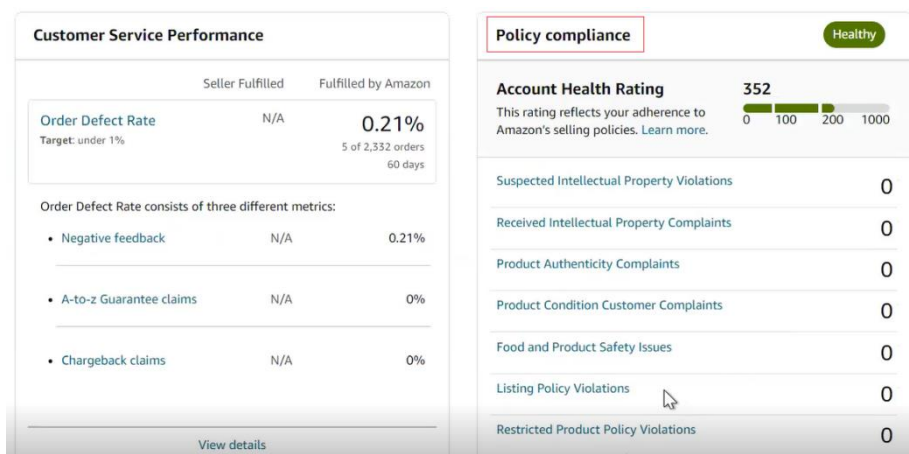 Customer Service Performance
Seller Fulfilled Fulfilled by Amazon
Order Defect Rate N/A 0.21%
Target: under 1%
5 of 2,332 orders
60 days
Order Defect Rate consists of three different metrics:
• Negative feedback N/A 0.21%
• A-to-z Guarantee claims N/A 0%
• Chargeback claims N/A 0%
View details
Policy compliance Healthy
Account Health Rating 352
This rating reflects your adherence to
Amazon's selling policies. Learn more.
0 100 200 1000
Suspected Intellectual Property Violations 0
Received Intellectual Property Complaints 0
Product Authenticity Complaints 0
Product Condition Customer Complaints 0
Food and Product Safety Issues 0
Listing Policy Violations 0
Restricted Product Policy Violations 0